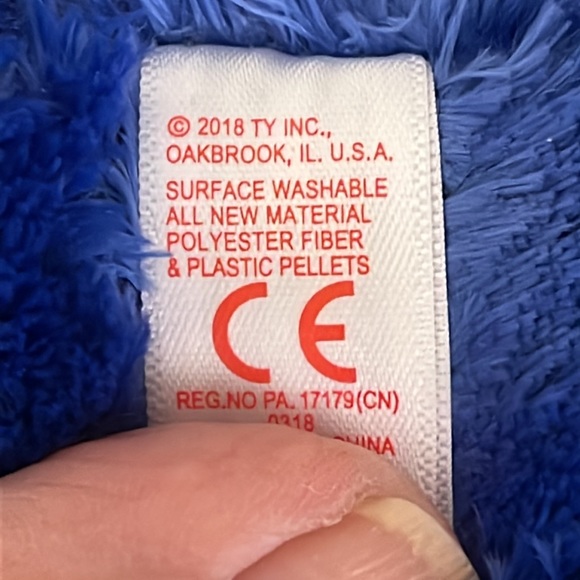 © 2018 TY INC.,
OAKBROOK, IL. U.S.A.
SURFACE WASHABLE
ALL NEW MATERIAL
POLYESTER FIBER
& PLASTIC PELLETS
CE
REG.NO PA. 17179(CN)
0318
CHINA